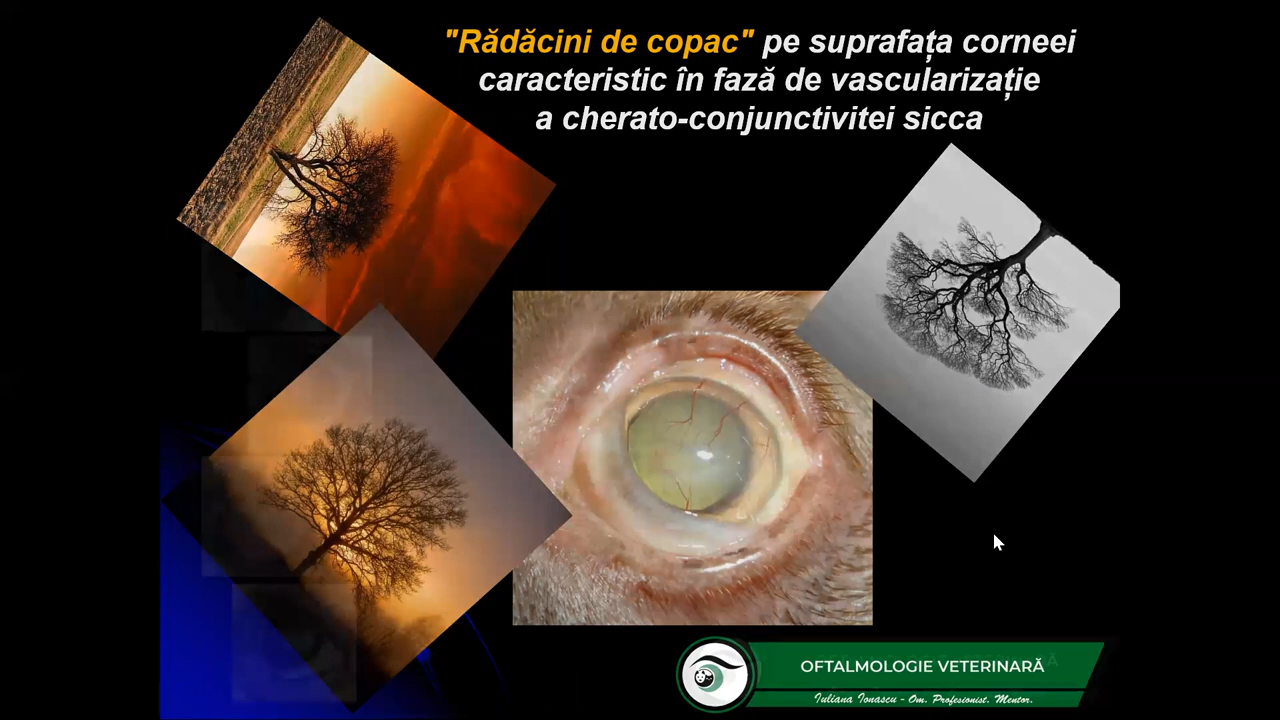 "Rădăcini de copac" pe suprafața corneei
caracteristic în fază de vascularizație
a cherato-conjunctivitei sicca
OFTALMOLOGIE VETERINARĂ
Iuliana Ionascu - Om. Profesionist. Mentor.